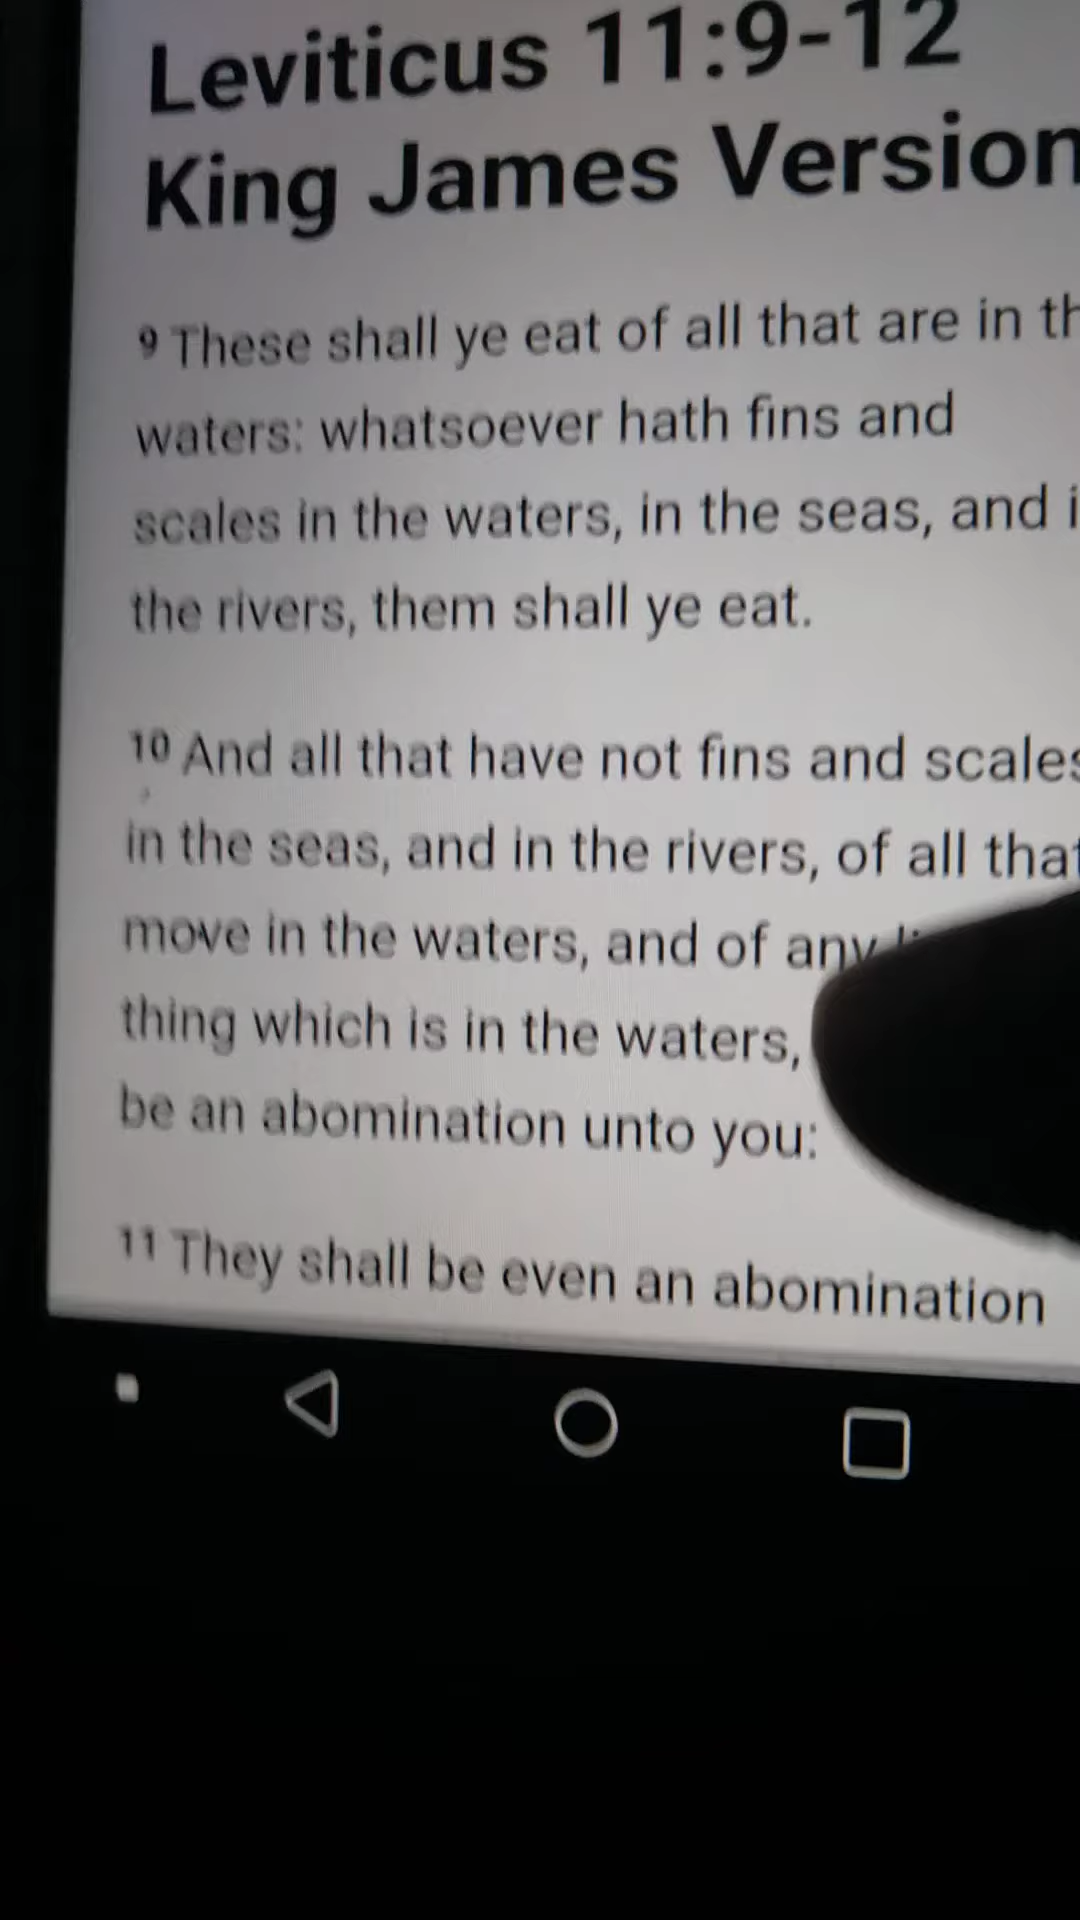 Leviticus 11:9-12
King James Version
9 These shall ye eat of all that are in th
waters: whatsoever hath fins and
scales in the waters, in the seas, and i
the rivers, them shall ye eat.
10 And all that have not fins and scales
in the seas, and in the rivers, of all that
move in the waters, and of any
thing which is in the waters,
be an abomination unto you:
11 They shall be even an abomination